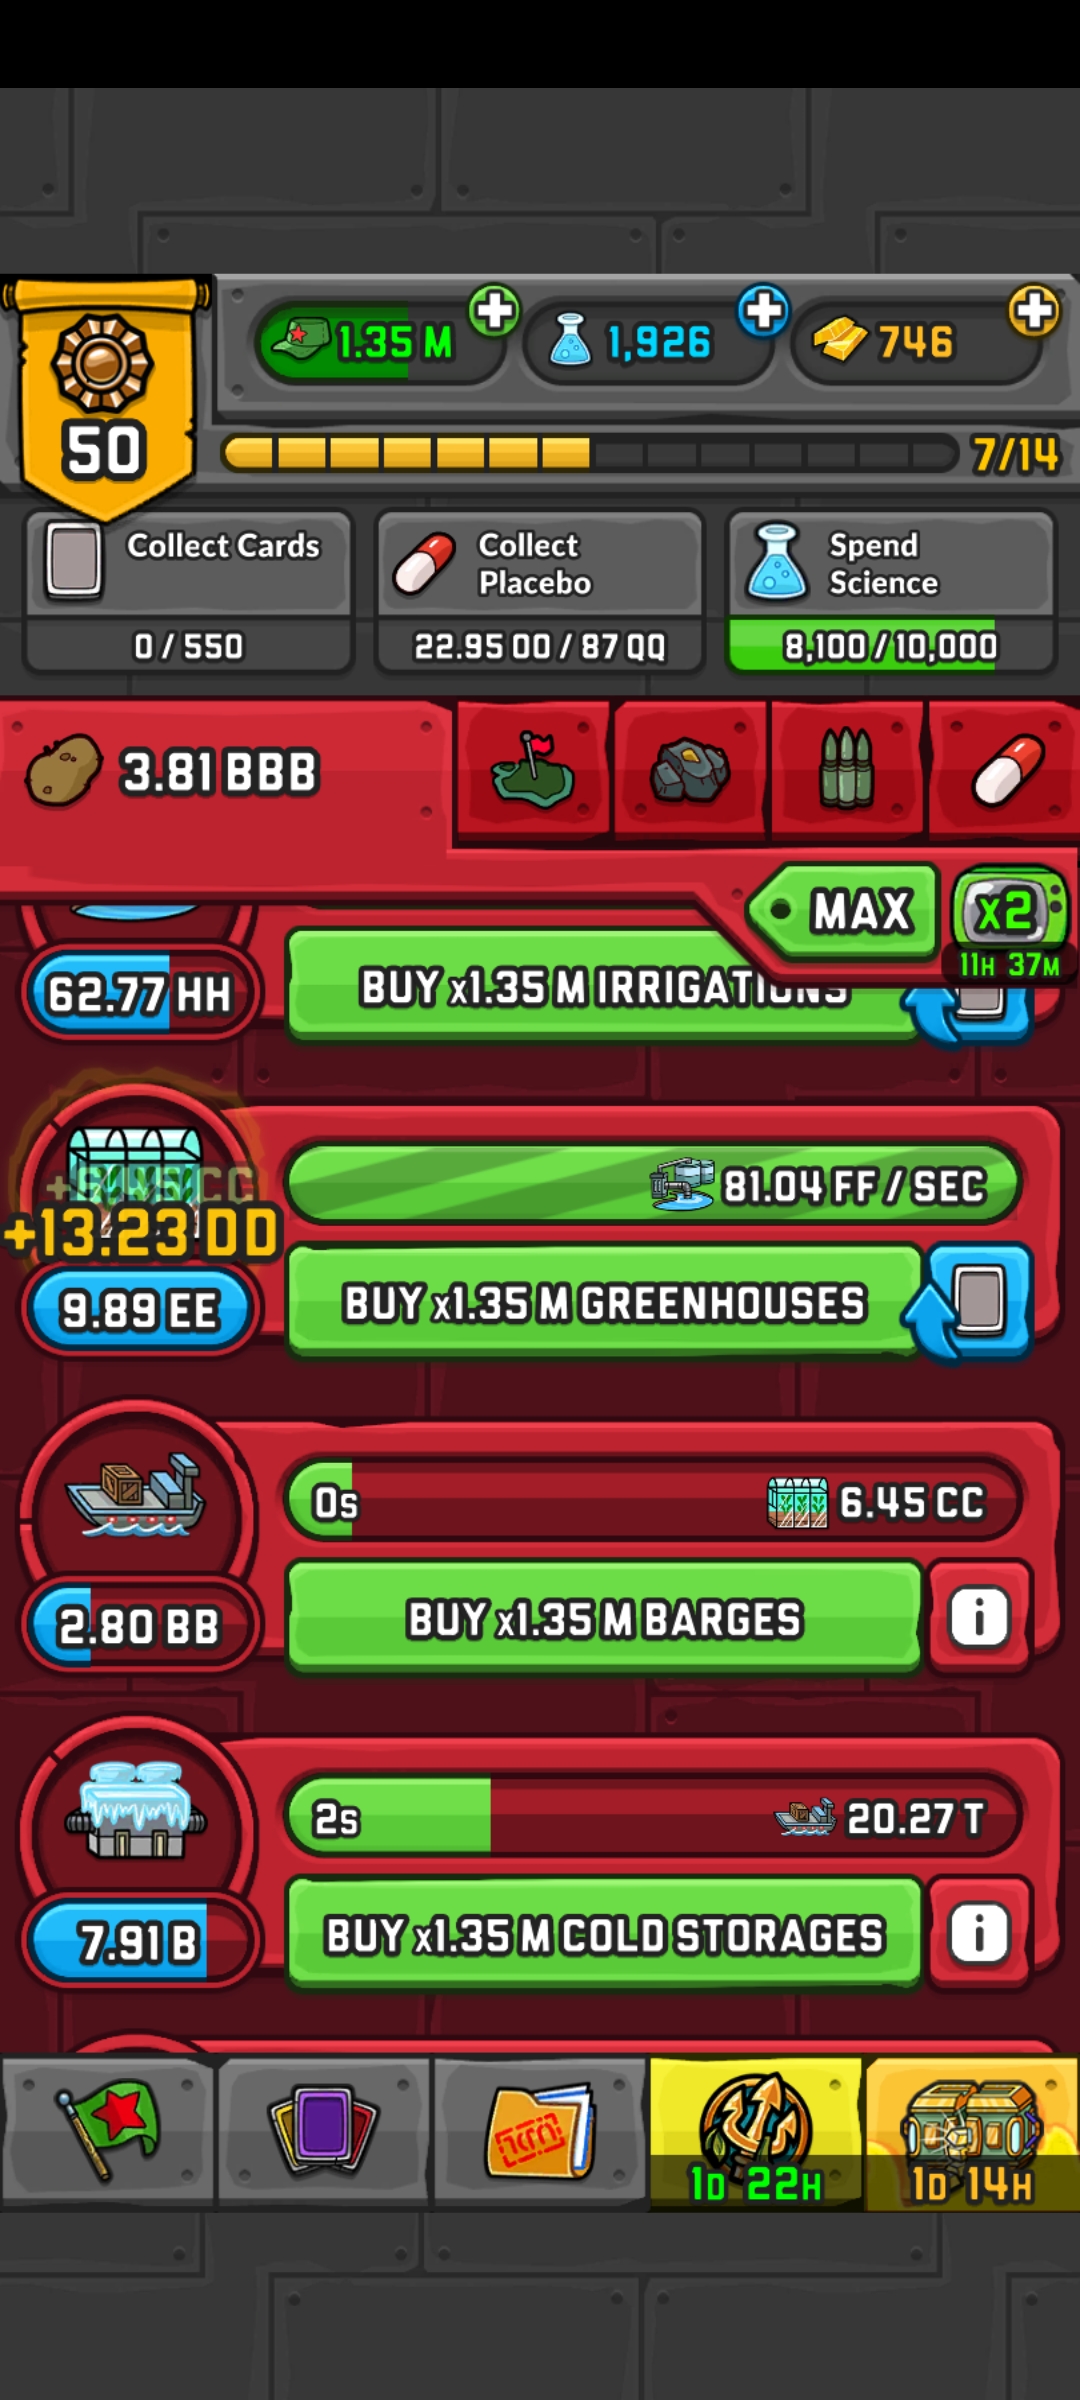 1.35 M
1,926
746
50
7/14
Collect Cards
0 / 550
Collect
Placebo
22.95 OO / 87 QQ
Spend
Science
8,100 / 10,000
3.81 BBB
MAX
x2
11H 37M
62.77 HH
BUY x1.35 M IRRIGATIONS
81.04 FF / SEC
+6.45 CC
+13.23 DD
9.89 EE
BUY x1.35 M GREENHOUSES
0s
6.45 CC
2.80 BB
BUY x1.35 M BARGES
2s
20.27 T
7.91 B
BUY x1.35 M COLD STORAGES
1D 22H
1D 14H